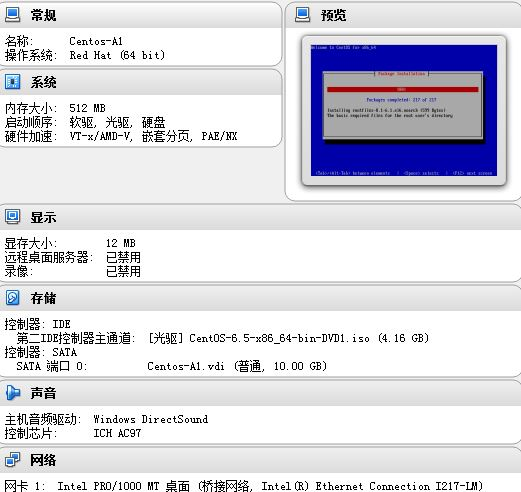 常规
名称: Centos-A1
操作系统: Red Hat (64 bit)
系统
内存大小: 512 MB
启动顺序: 软驱, 光驱, 硬盘
硬件加速: VT-x/AMD-V, 嵌套分页, PAE/NX
预览
Welcome to CentOS for x86_64
Package Installation
100%
Packages completed: 217 of 217
Installing rootfiles-8.1-6.1.el6.noarch (599 Bytes)
The basic required files for the root user's directory
<Tab>/<Alt-Tab> between elements | <Space> selects | <F12> next screen
显示
显存大小: 12 MB
远程桌面服务器: 已禁用
录像: 已禁用
存储
控制器: IDE
第二IDE控制器主通道: [光驱] CentOS-6.5-x86_64-bin-DVD1.iso (4.16 GB)
控制器: SATA
SATA 端口 0: Centos-A1.vdi (普通, 10.00 GB)
声音
主机音频驱动: Windows DirectSound
控制芯片: ICH AC97
网络
网卡 1: Intel PRO/1000 MT 桌面 (桥接网络, Intel(R) Ethernet Connection I217-LM)